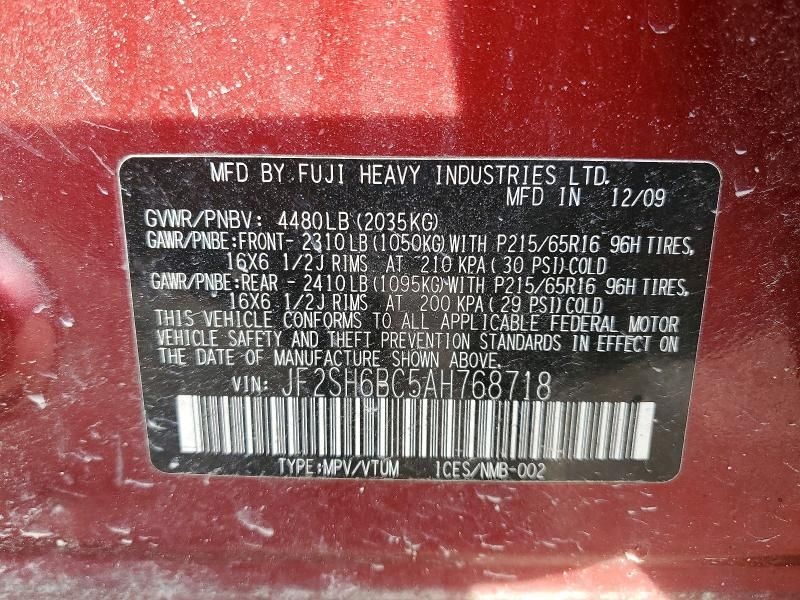 MFD BY FUJI HEAVY INDUSTRIES LTD.
MFD IN 12/09
GVWR/PNBV: 4480LB(2035KG)
GAWR/PNBE:FRONT- 2310LB(1050KG)WITH P215/65R16 96H TIRES,
16X6 1/2J RIMS AT 210 KPA( 30 PSI)COLD
GAWR/PNBE:REAR - 2410LB(1095KG)WITH P215/65R16 96H TIRES,
16X6 1/2J RIMS AT 200 KPA( 29 PSI)COLD
THIS VEHICLE CONFORMS TO ALL APPLICABLE FEDERAL MOTOR
VEHICLE SAFETY AND THEFT PREVENTION STANDARDS IN EFFECT ON
THE DATE OF MANUFACTURE SHOWN ABOVE.
VIN: JF2SH6BC5AH768718
TYPE:MPV/VTUM ICES/NMB-002